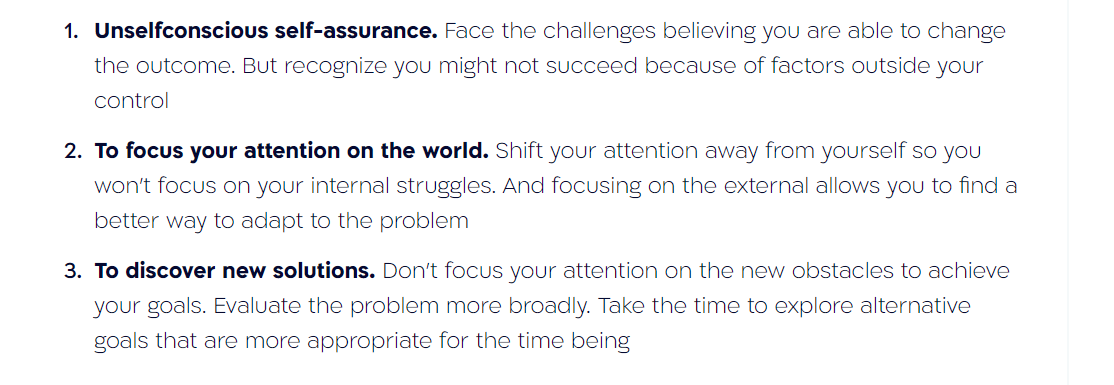 1. Unselfconscious self-assurance. Face the challenges believing you are able to change
the outcome. But recognize you might not succeed because of factors outside your
control
2. To focus your attention on the world. Shift your attention away from yourself so you
won't focus on your internal struggles. And focusing on the external allows you to find a
better way to adapt to the problem
3. To discover new solutions. Don't focus your attention on the new obstacles to achieve
your goals. Evaluate the problem more broadly. Take the time to explore alternative
goals that are more appropriate for the time being